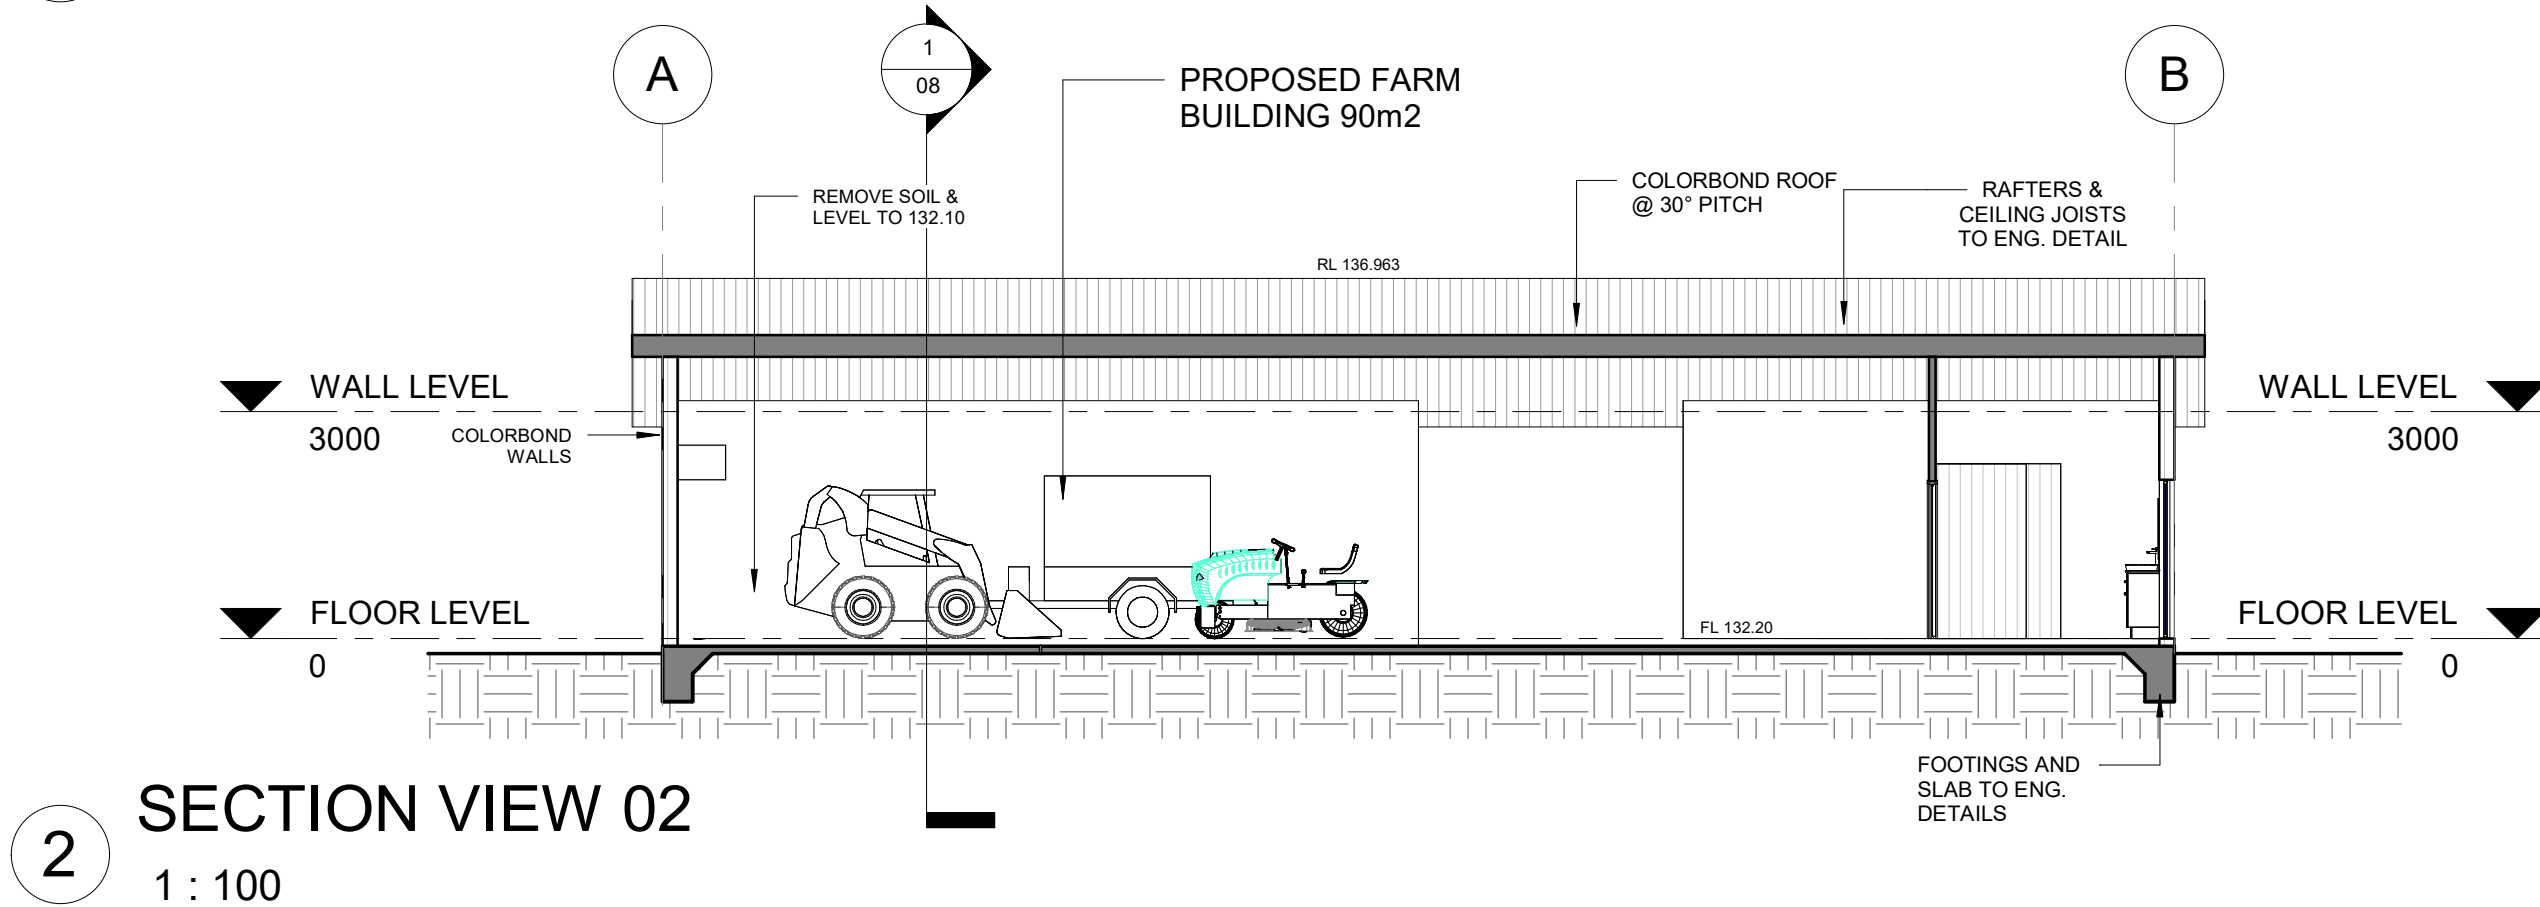 A
1
08
B
PROPOSED FARM
BUILDING 90m2
REMOVE SOIL &
LEVEL TO 132.10
COLORBOND ROOF
@ 30° PITCH
RAFTERS &
CEILING JOISTS
TO ENG. DETAIL
RL 136.963
WALL LEVEL
3000
COLORBOND
WALLS
WALL LEVEL
3000
FLOOR LEVEL
0
FL 132.20
FLOOR LEVEL
0
FOOTINGS AND
SLAB TO ENG.
DETAILS
2
SECTION VIEW 02
1 : 100